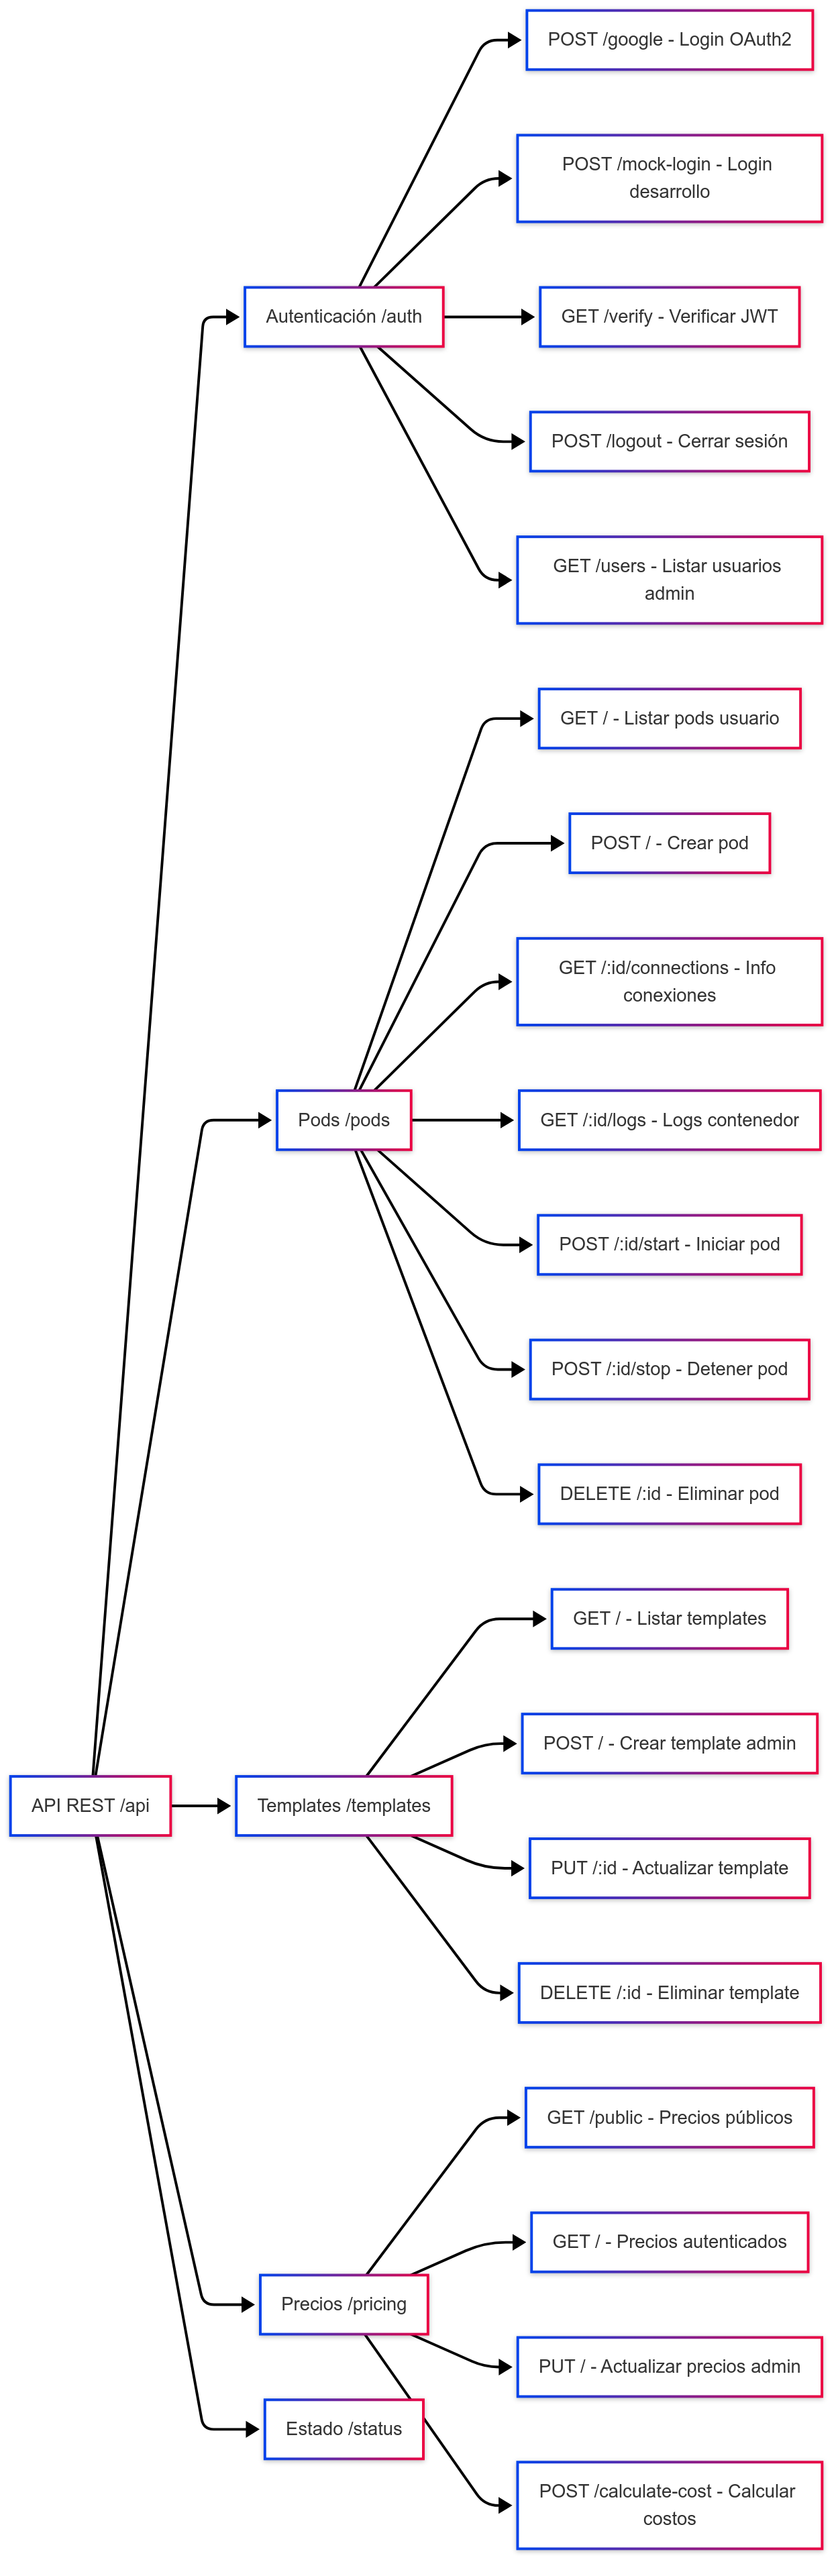 POST /google - Login OAuth2
POST /mock-login - Login
desarrollo
Autenticación /auth
GET /verify - Verificar JWT
POST /logout - Cerrar sesión
GET /users - Listar usuarios
admin
GET / - Listar pods usuario
POST / - Crear pod
GET /:id/connections - Info
conexiones
Pods /pods
GET /:id/logs - Logs contenedor
POST /:id/start - Iniciar pod
POST /:id/stop - Detener pod
DELETE /:id - Eliminar pod
GET / - Listar templates
POST / - Crear template admin
API REST /api
Templates /templates
PUT /:id - Actualizar template
DELETE /:id - Eliminar template
GET /public - Precios públicos
GET / - Precios autenticados
Precios /pricing
PUT / - Actualizar precios admin
Estado /status
POST /calculate-cost - Calcular
costos